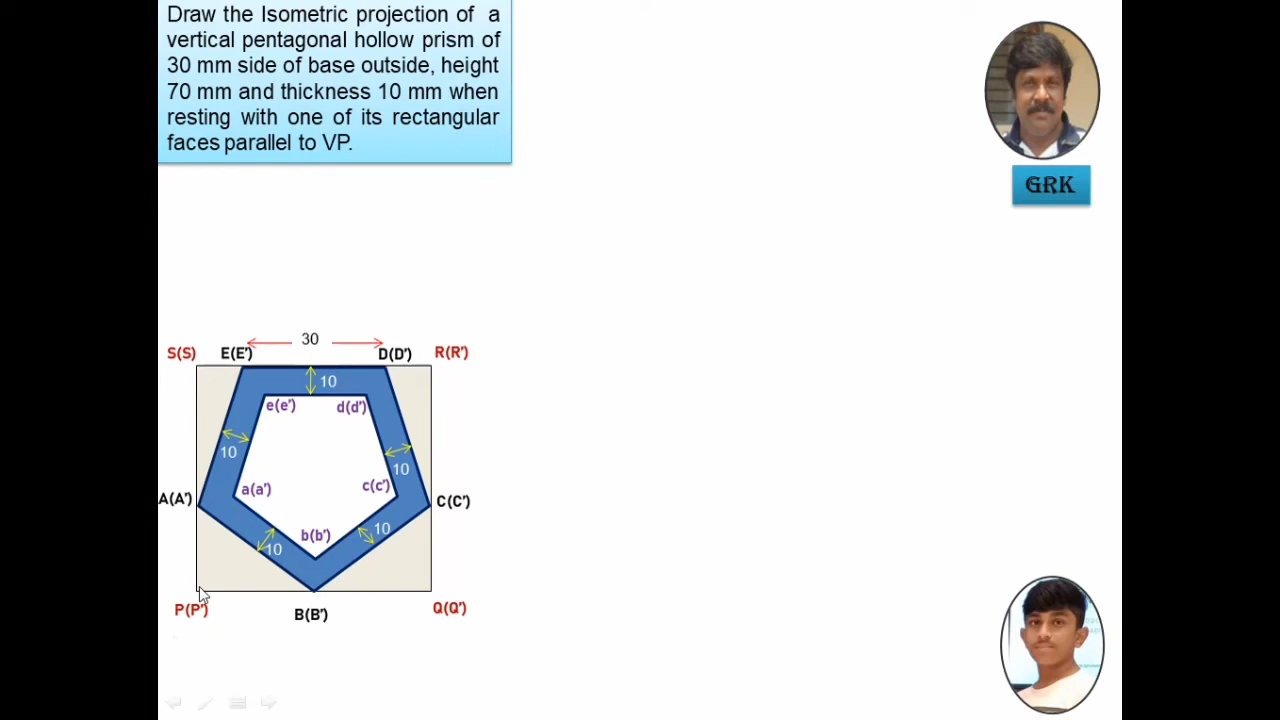 Draw the Isometric projection of a
vertical pentagonal hollow prism of
30 mm side of base outside, height
70 mm and thickness 10 mm when
resting with one of its rectangular
faces parallel to VP.
GRK
30
S(S) E(E') D(D') R(R')
10
e(e') d(d')
10 10
A(A') a(a') c(c') C(C')
b(b') 10
10
P(P') B(B') Q(Q')